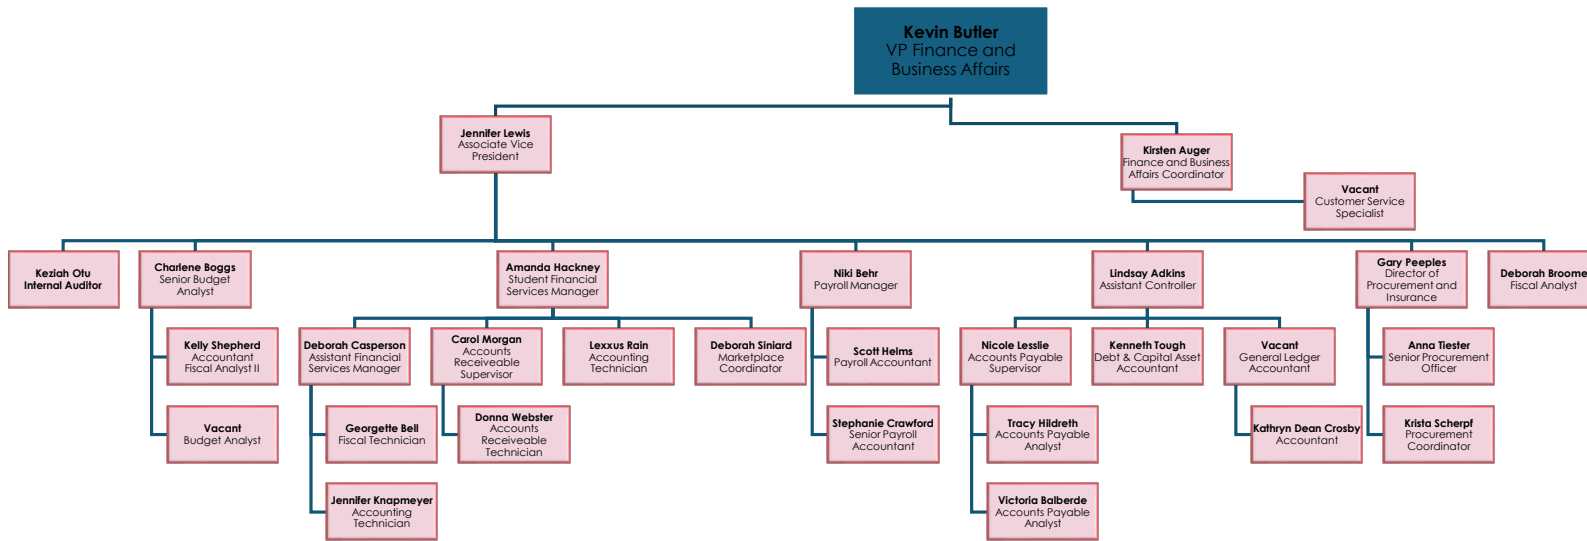 Kevin Butler
VP Finance and
Business Affairs
Jennifer Lewis
Associate Vice
President
Kirsten Auger
Finance and Business
Affairs Coordinator
Vacant
Customer Service
Specialist
Keziah Otu
Internal Auditor
Charlene Boggs
Senior Budget
Analyst
Amanda Hackney
Student Financial
Services Manager
Niki Behr
Payroll Manager
Lindsay Adkins
Assistant Controller
Gary Peeples
Director of
Procurement and
Insurance
Deborah Broome
Fiscal Analyst
Kelly Shepherd
Accountant
Fiscal Analyst II
Deborah Casperson
Assistant Financial
Services Manager
Carol Morgan
Accounts
Receiveable
Supervisor
Lexxus Rain
Accounting
Technician
Deborah Siniard
Marketplace
Coordinator
Scott Helms
Payroll Accountant
Nicole Lesslie
Accounts Payable
Supervisor
Kenneth Tough
Debt & Capital Asset
Accountant
Vacant
General Ledger
Accountant
Anna Tiester
Senior Procurement
Officer
Vacant
Budget Analyst
Georgette Bell
Fiscal Technician
Donna Webster
Accounts
Receiveable
Technician
Stephanie Crawford
Senior Payroll
Accountant
Tracy Hildreth
Accounts Payable
Analyst
Kathryn Dean Crosby
Accountant
Krista Scherpf
Procurement
Coordinator
Jennifer Knapmeyer
Accounting
Technician
Victoria Balberde
Accounts Payable
Analyst